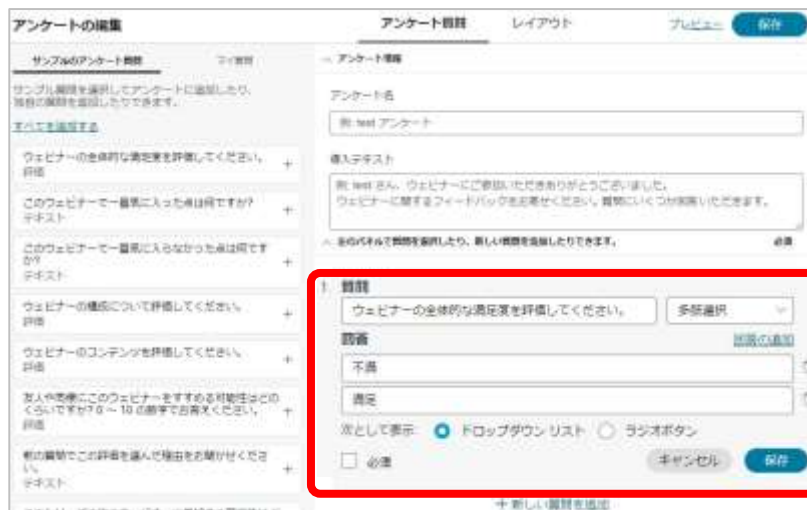 アンケートの編集
アンケート質問
レイアウト
プレビュー
保存
サンプルのアンケート質問
マイ質問
サンプル質問を選択してアンケートに追加したり、
独自の質問を追加したりできます。
すべてを追加する
ウェビナーの全体的な満足度を評価してください。
評価
このウェビナーで一番気に入った点は何ですか?
テキスト
このウェビナーで一番気に入らなかった点は何です
か?
テキスト
ウェビナーの構成について評価してください。
評価
ウェビナーのコンテンツを評価してください。
評価
友人や同僚にこのウェビナーをすすめる可能性はどの
くらいですか? 0 ~ 10 の数字でお答えください。
評価
前の質問でこの評価を選んだ理由をお聞かせくださ
い。
テキスト
アンケート情報
アンケート名
例: test アンケート
導入テキスト
例: test さん、ウェビナーにご参加いただきありがとうございました。
ウェビナーに関するフィードバックをお寄せください。質問にいくつか回答いただきます。
左のパネルで質問を選択したり、新しい質問を追加したりできます。
必須
1 質問
ウェビナーの全体的な満足度を評価してください。
多肢選択
回答
回答の追加
不満
満足
次として表示: ドロップダウン リスト ラジオボタン
必須
キャンセル
保存
+ 新しい質問を追加